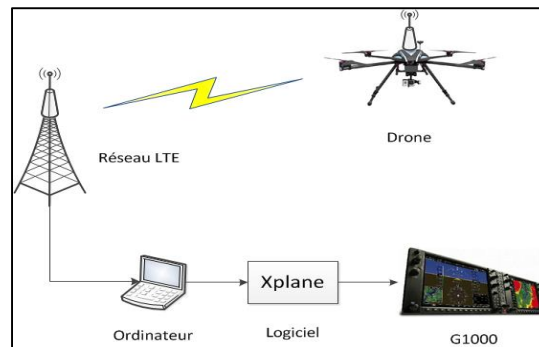 Réseau LTE
Drone
Xplane
Ordinateur
Logiciel
G1000